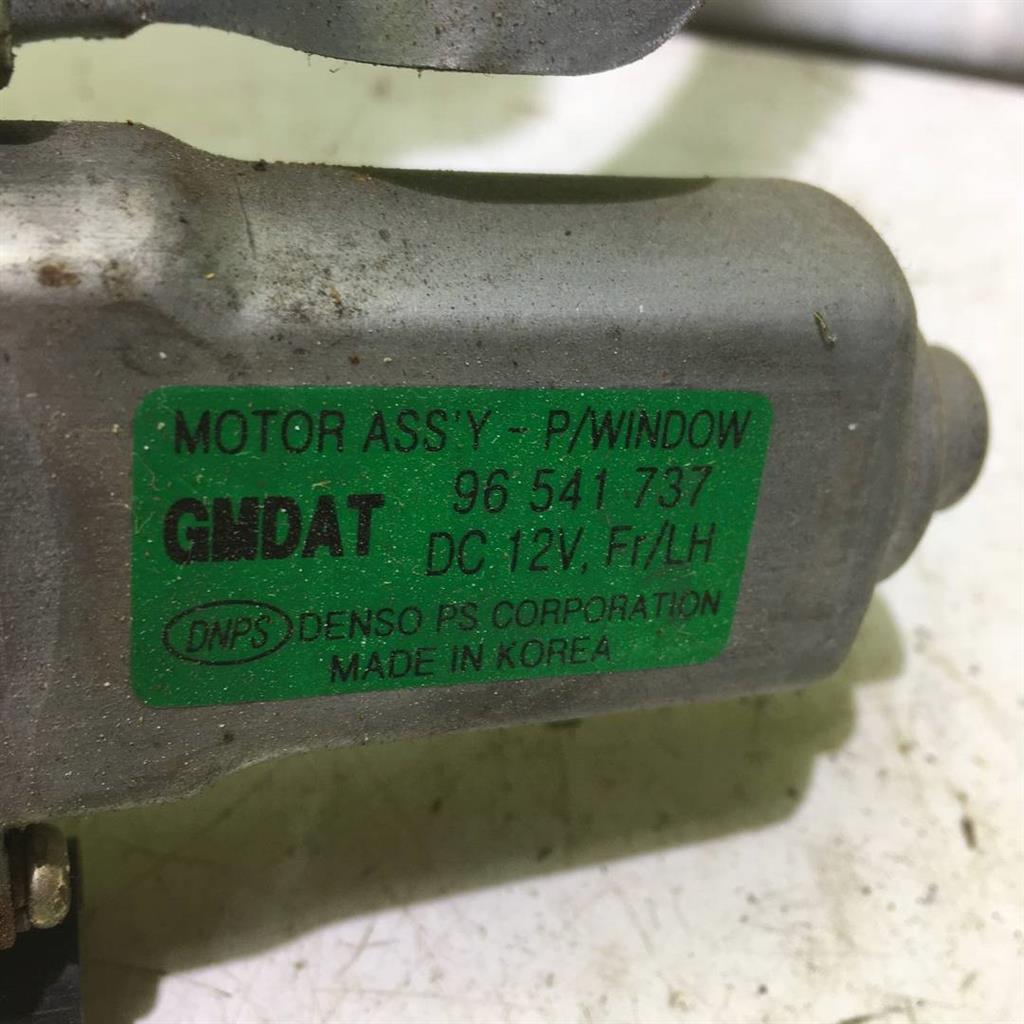 MOTOR ASS'Y - P/WINDOW
96 541 737
GMDAT
DC 12V, Fr/LH
DNPS DENSO PS CORPORATION
MADE IN KOREA